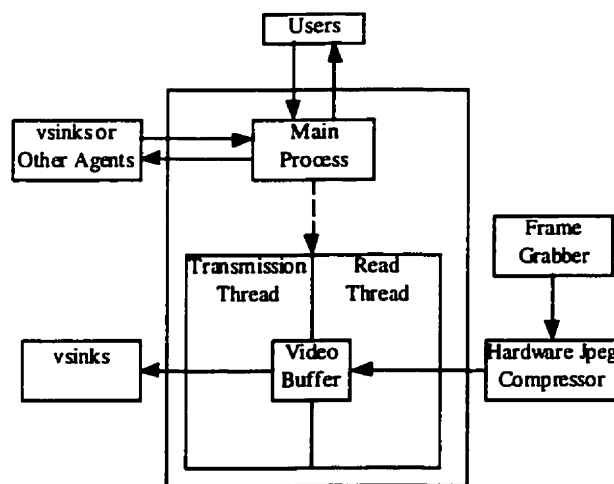 Users
vsinks or
Other Agents
Main
Process
Frame
Grabber
Transmission
Thread
Read
Thread
vsinks
Video
Buffer
Hardware Jpeg
Compressor